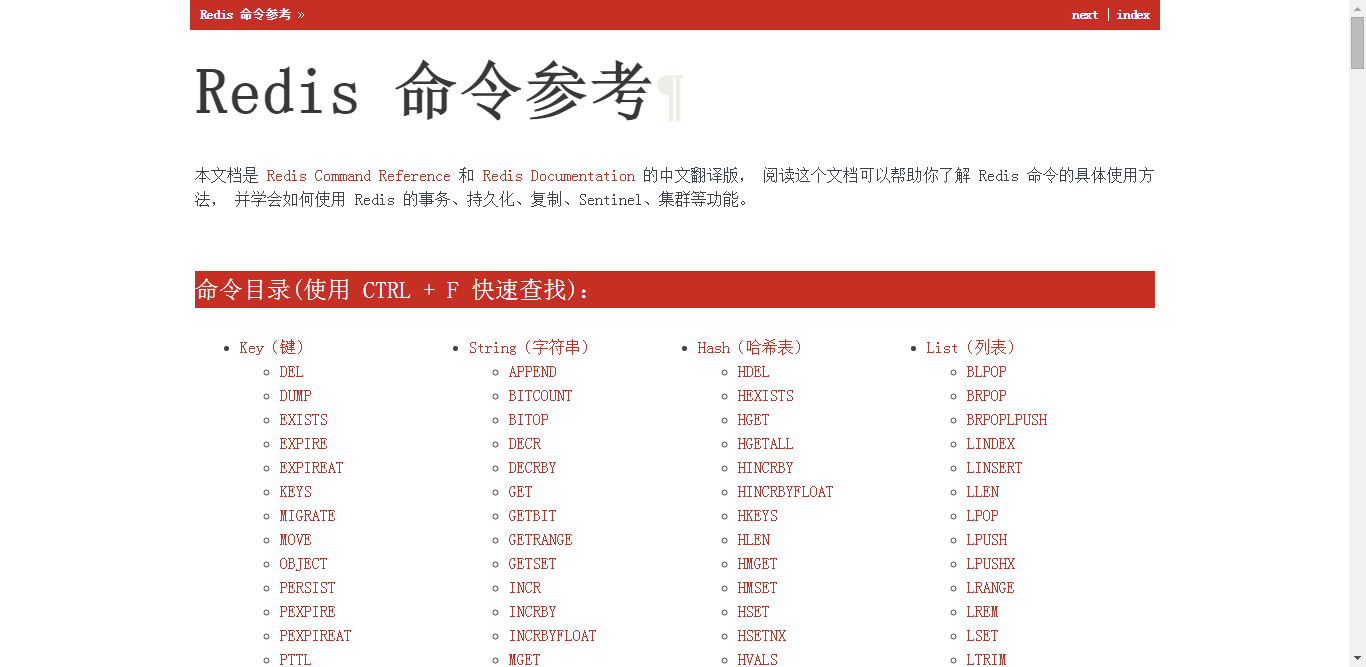 Redis 命令参考 »
next | index
Redis 命令参考¶
本文档是 Redis Command Reference 和 Redis Documentation 的中文翻译版， 阅读这个文档可以帮助你了解 Redis 命令的具体使用方
法， 并学会如何使用 Redis 的事务、持久化、复制、Sentinel、集群等功能。
命令目录(使用 CTRL + F 快速查找)：
Key（键）
DEL
DUMP
EXISTS
EXPIRE
EXPIREAT
KEYS
MIGRATE
MOVE
OBJECT
PERSIST
PEXPIRE
PEXPIREAT
PTTL
String（字符串）
APPEND
BITCOUNT
BITOP
DECR
DECRBY
GET
GETBIT
GETRANGE
GETSET
INCR
INCRBY
INCRBYFLOAT
MGET
Hash（哈希表）
HDEL
HEXISTS
HGET
HGETALL
HINCRBY
HINCRBYFLOAT
HKEYS
HLEN
HMGET
HMSET
HSET
HSETNX
HVALS
List（列表）
BLPOP
BRPOP
BRPOPLPUSH
LINDEX
LINSERT
LLEN
LPOP
LPUSH
LPUSHX
LRANGE
LREM
LSET
LTRIM